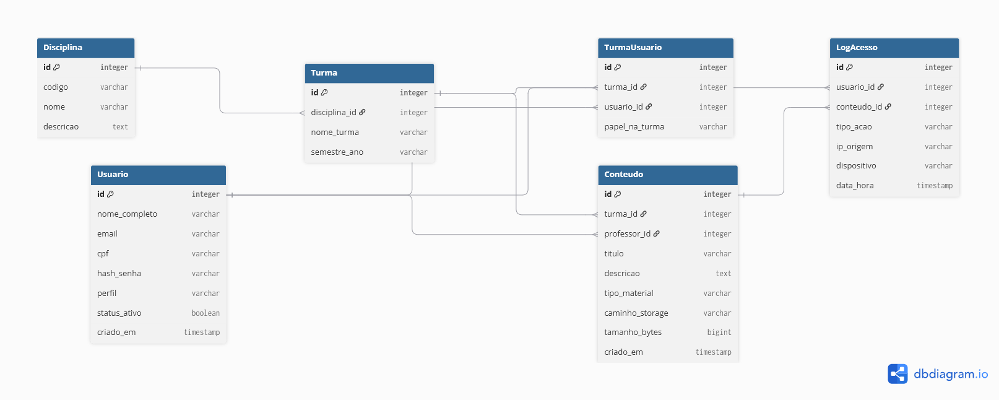 Disciplina
id integer
codigo varchar
nome varchar
descricao text
Turma
id integer
disciplina_id integer
nome_turma varchar
semestre_ano varchar
TurmaUsuario
id integer
turma_id integer
usuario_id integer
papel_na_turma varchar
LogAcesso
id integer
usuario_id integer
conteudo_id integer
tipo_acao varchar
ip_origem varchar
dispositivo varchar
data_hora timestamp
Usuario
id integer
nome_completo varchar
email varchar
cpf varchar
hash_senha varchar
perfil varchar
status_ativo boolean
criado_em timestamp
Conteudo
id integer
turma_id integer
professor_id integer
titulo varchar
descricao text
tipo_material varchar
caminho_storage varchar
tamanho_bytes bigint
criado_em timestamp
dbdiagram.io